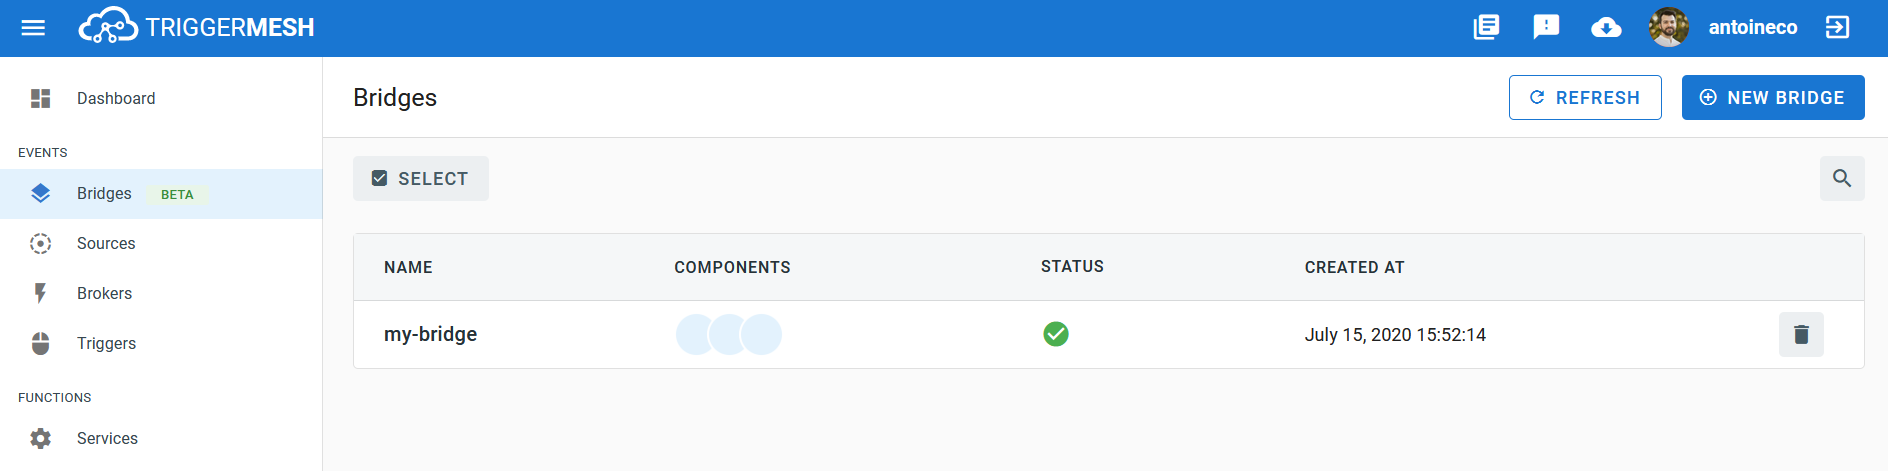 TRIGGERMESH
antoineco
Dashboard
EVENTS
Bridges BETA
Sources
Brokers
Triggers
FUNCTIONS
Services
Bridges
REFRESH
NEW BRIDGE
SELECT
NAME COMPONENTS STATUS CREATED AT
my-bridge July 15, 2020 15:52:14